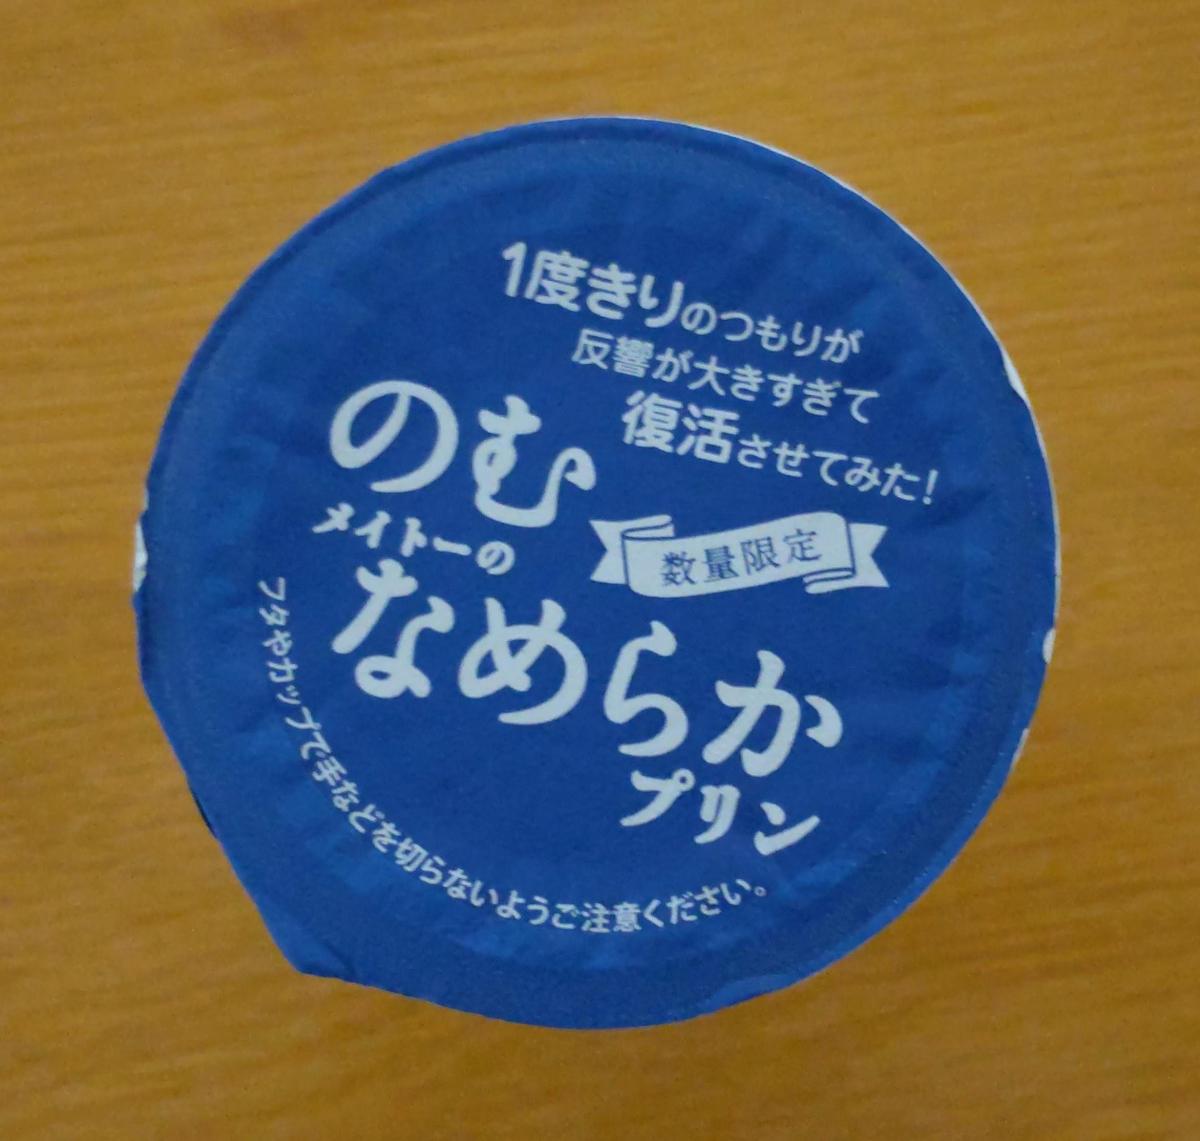 1度きりのつもりが
反響が大きすぎて
復活させてみた!
のむ
メイトーの
なめらか
プリン
数量限定
フタやカップで手などを切らないようご注意ください。